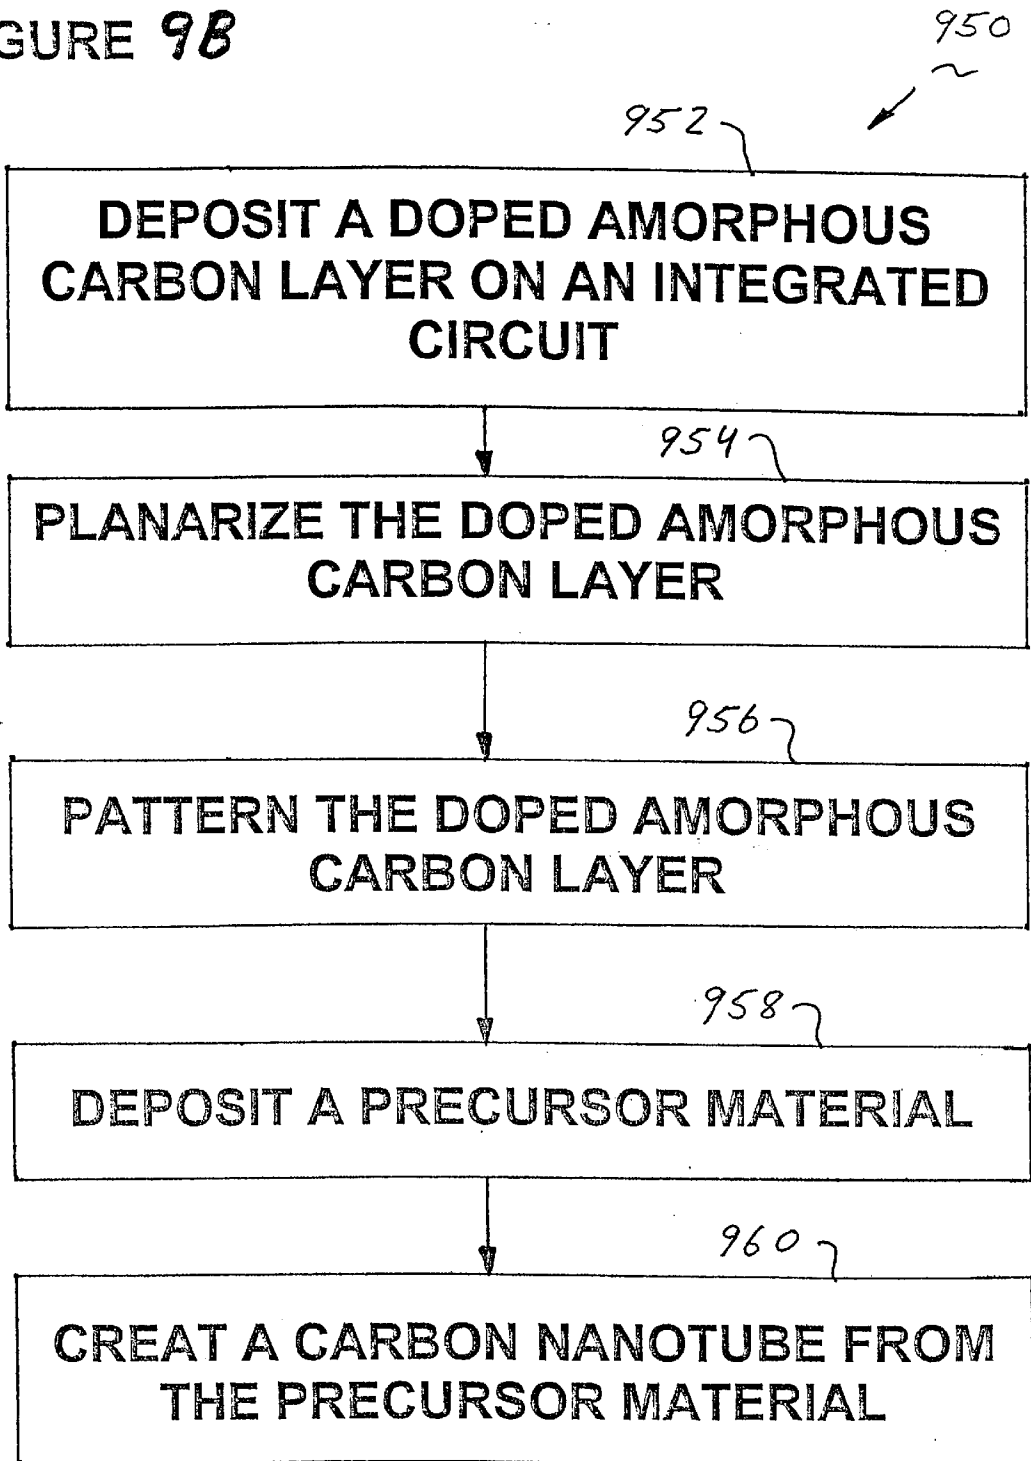 GURE 9B
950
952
DEPOSIT A DOPED AMORPHOUS
CARBON LAYER ON AN INTEGRATED
CIRCUIT
954
PLANARIZE THE DOPED AMORPHOUS
CARBON LAYER
956
PATTERN THE DOPED AMORPHOUS
CARBON LAYER
958
DEPOSIT A PRECURSOR MATERIAL
960
CREAT A CARBON NANOTUBE FROM
THE PRECURSOR MATERIAL